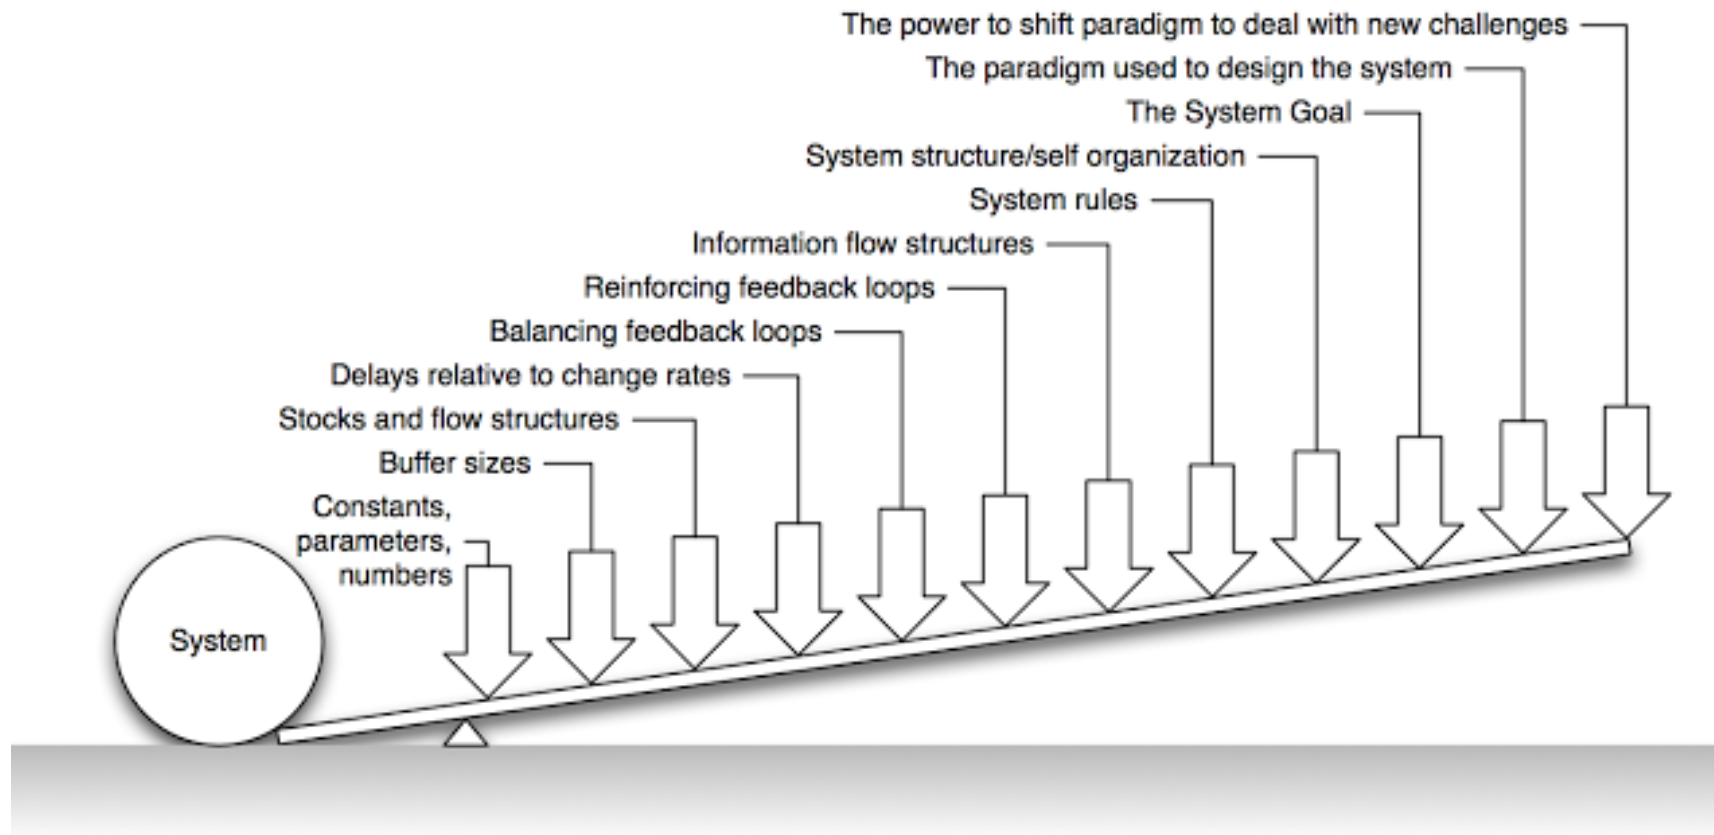 The power to shift paradigm to deal with new challenges
The paradigm used to design the system
The System Goal
System structure/self organization
System rules
Information flow structures
Reinforcing feedback loops
Balancing feedback loops
Delays relative to change rates
Stocks and flow structures
Buffer sizes
Constants,
parameters,
numbers
System